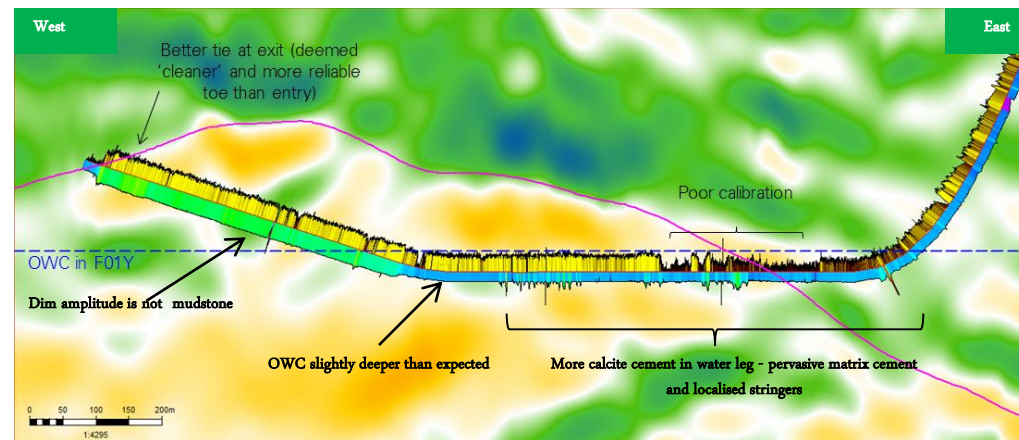 West
East
Better tie at exit (deemed
'cleaner' and more reliable
toe than entry)
Poor calibration
OWC in F01Y
Dim amplitude is not mudstone
OWC slightly deeper than expected
More calcite cement in water leg - pervasive matrix cement
and localised stringers
0 50 100 150 200m
1:4295